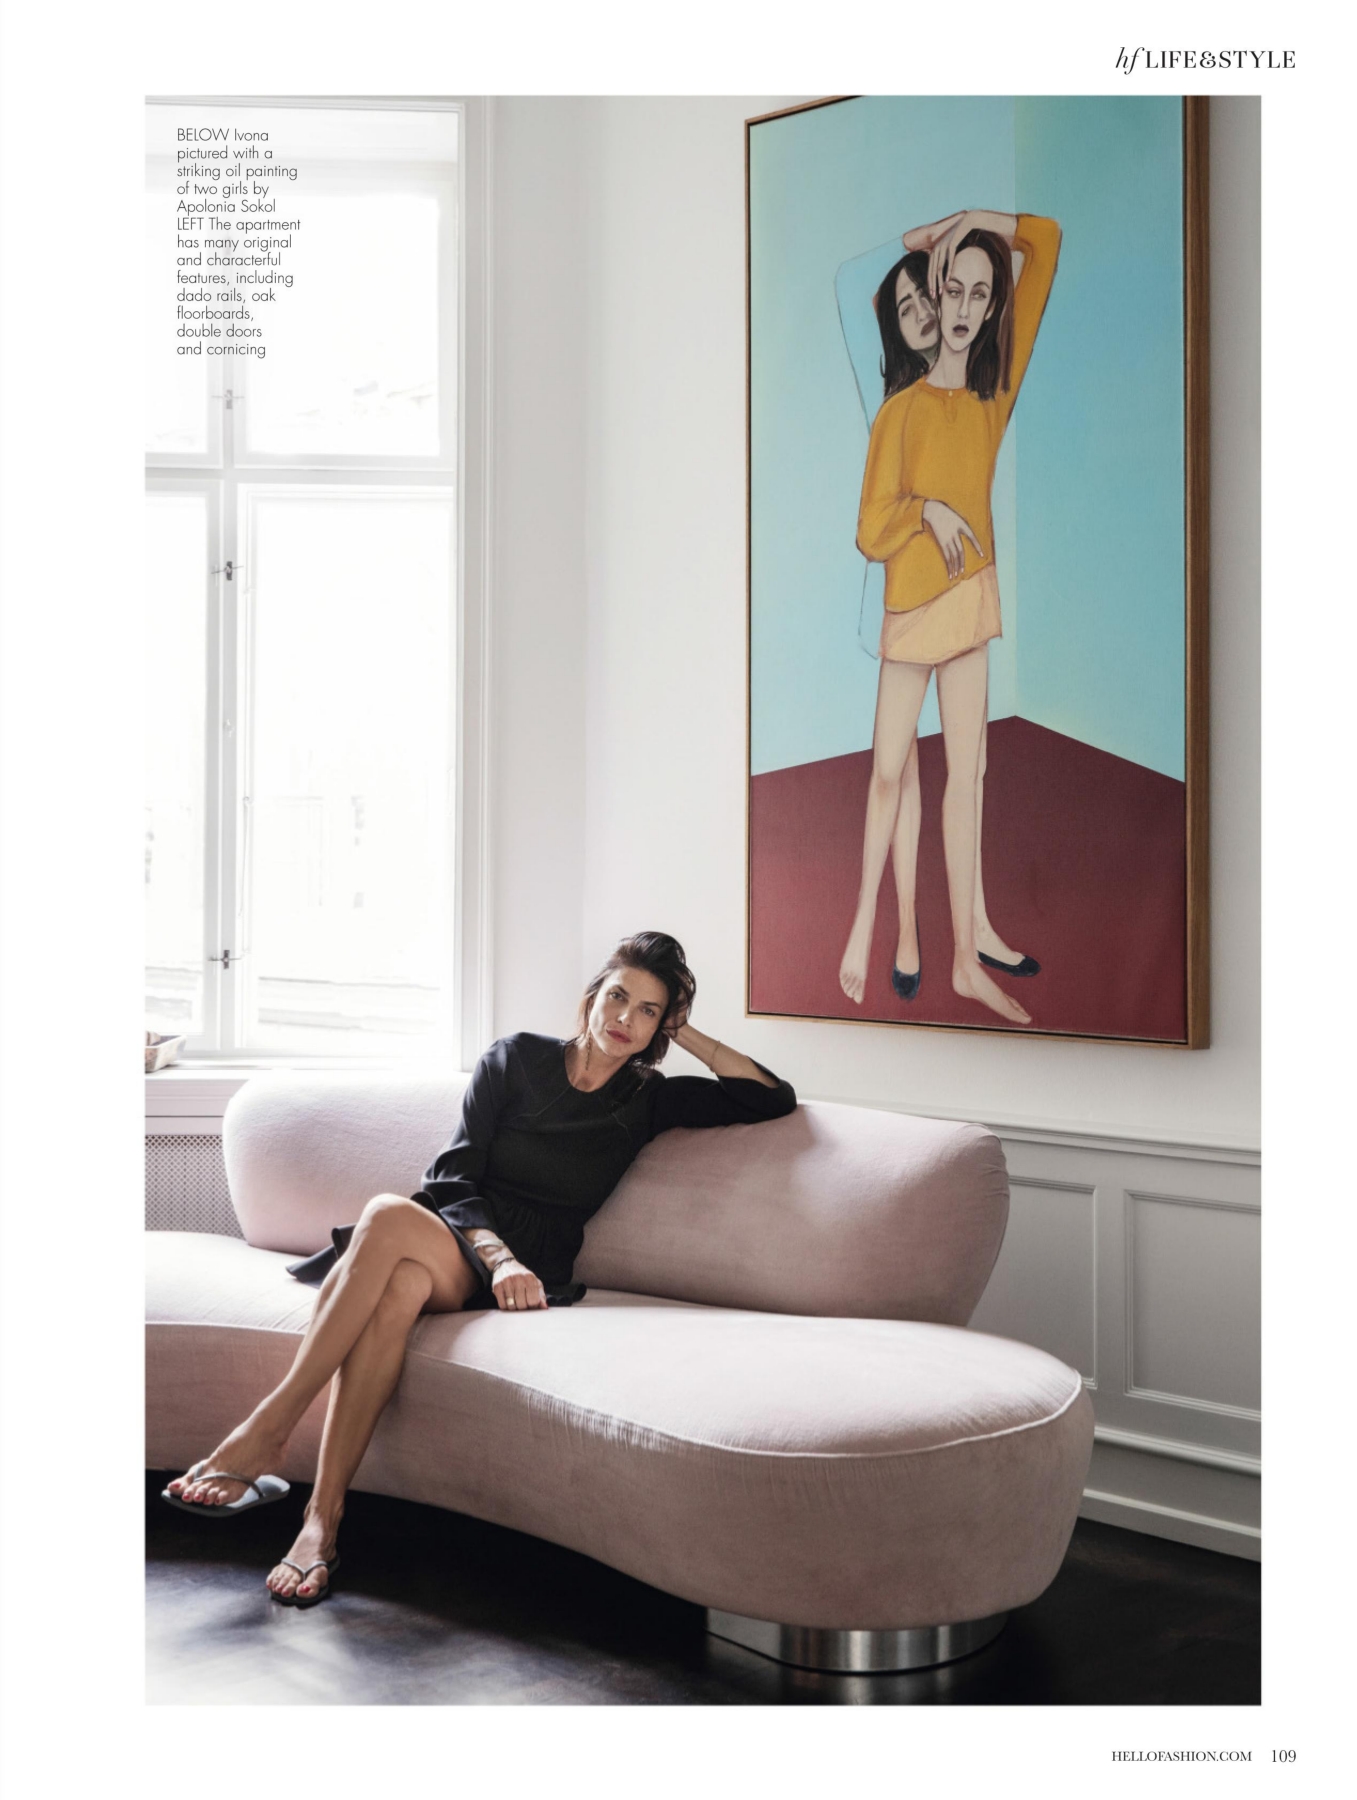 hf LIFE&STYLE
BELOW Ivona
pictured with a
striking oil painting
of two girls by
Apolonia Sokol
LEFT The apartment
has many original
and characterful
features, including
dado rails, oak
floorboards,
double doors
and cornicing
HELLOFASHION.COM 109